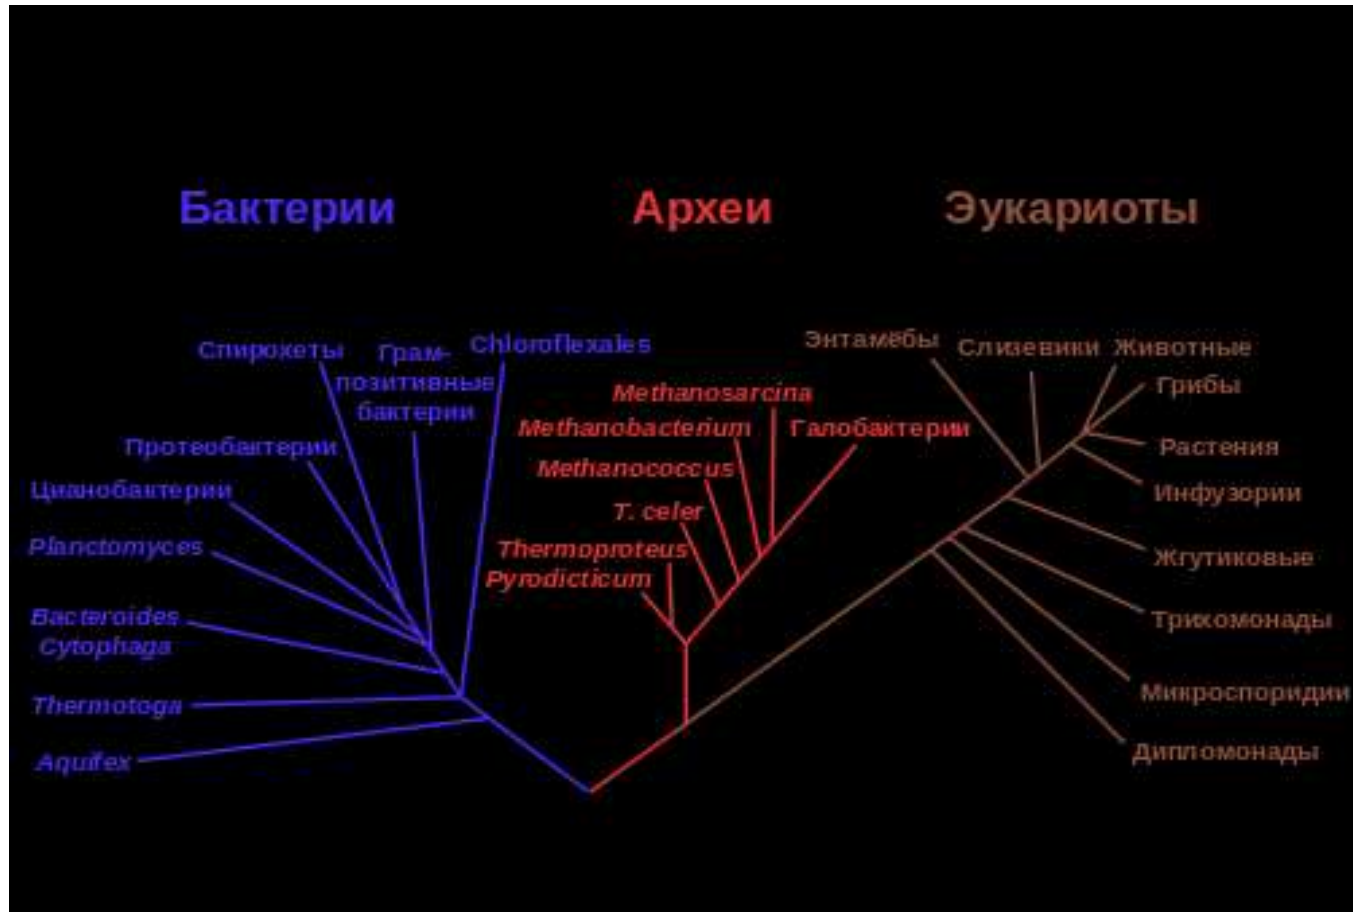 Бактерии
Археи
Эукариоты
Спирохеты
Грам-
позитивные
бактерии
Chloroflexales
Протеобактерии
Цианобактерии
Planctomyces
Bacteroides
Cytophaga
Thermotoga
Aquifex
Methanosarcina
Methanobacterium
Галобактерии
Methanococcus
T. celer
Thermoproteus
Pyrodicticum
Энтамёбы
Слизевики
Животные
Грибы
Растения
Инфузории
Жгутиковые
Трихомонады
Микроспоридии
Дипломонады